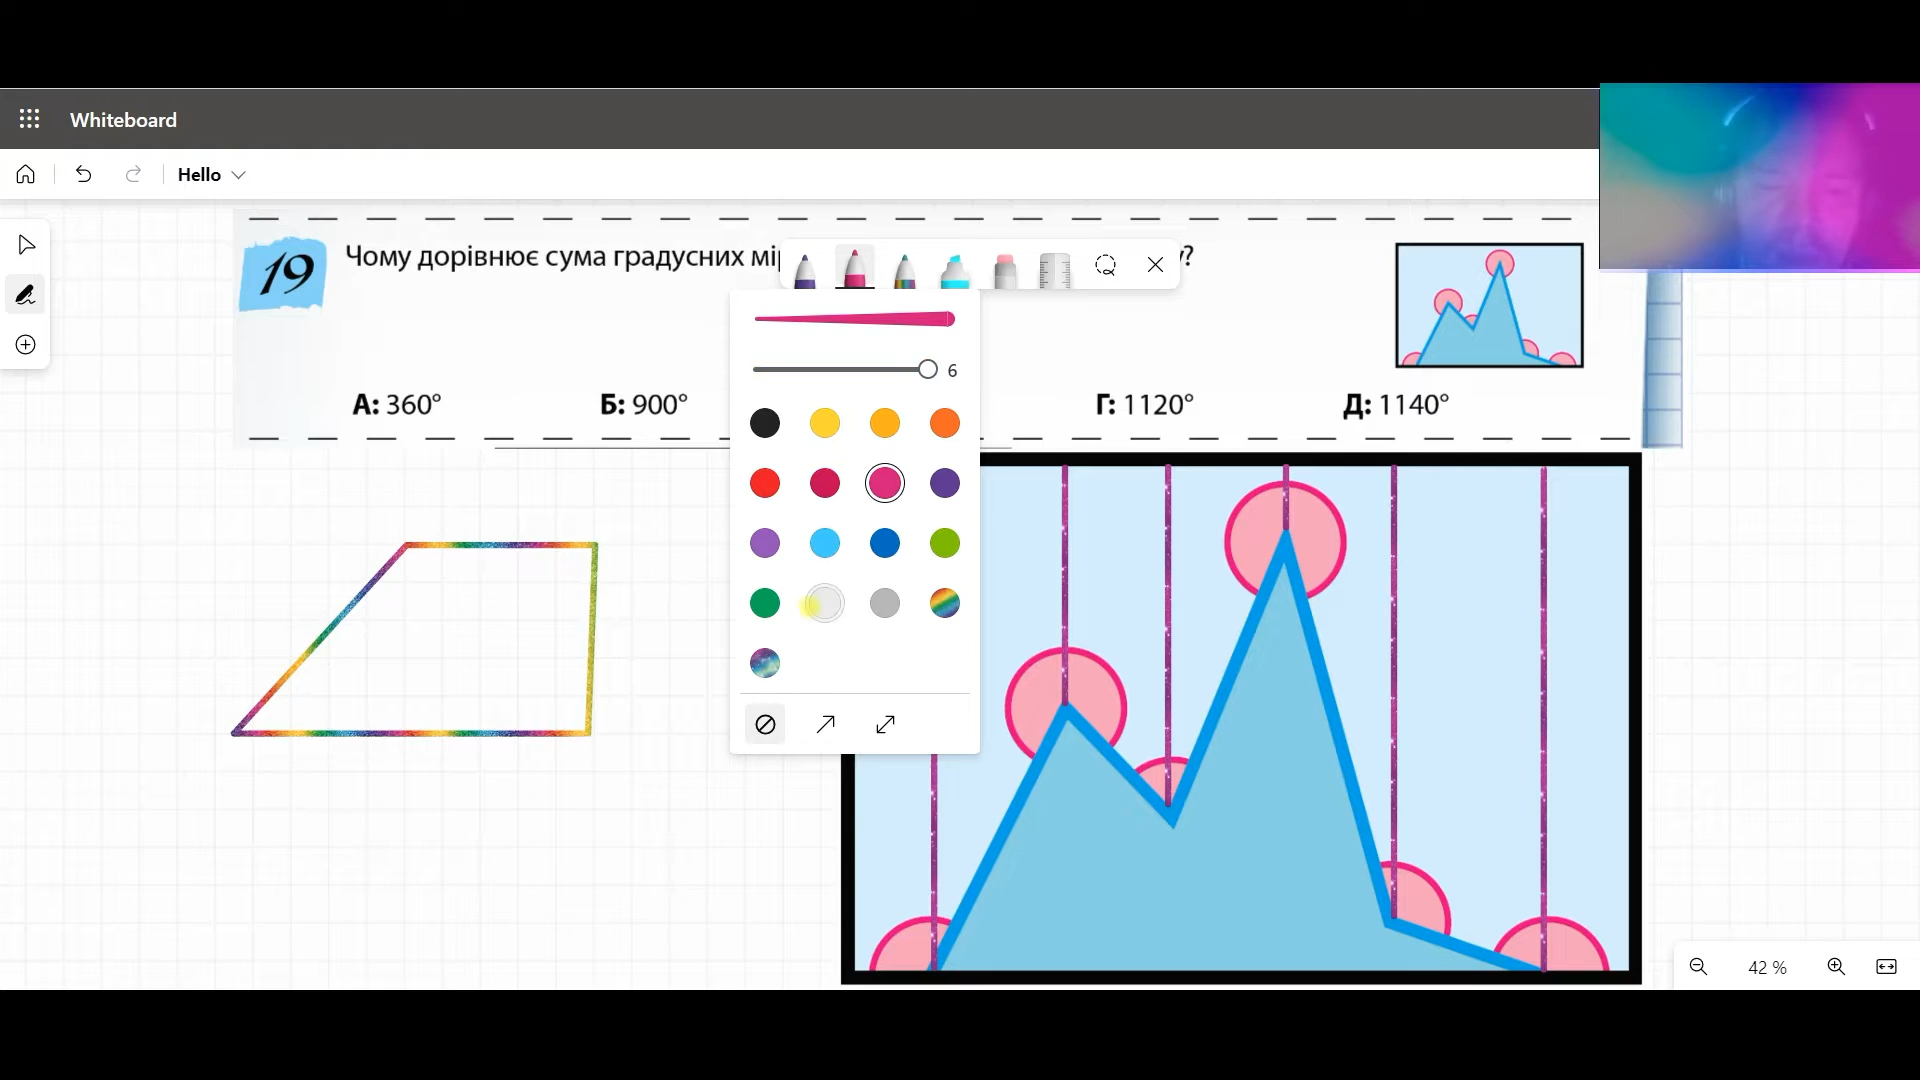 Whiteboard
Hello
19
Чому дорівнює сума градусних мі
?
6
А: 360°
Б: 900°
Г: 1120°
Д: 1140°
42 %